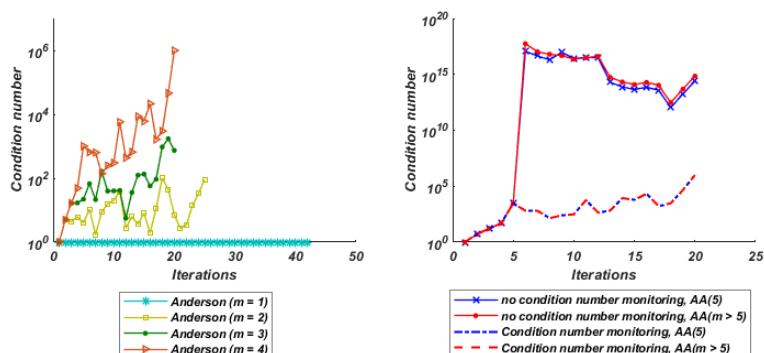 10^6
10^4
10^2
10^0
Condition number
0
10
20
30
40
50
Iterations
Anderson (m = 1)
Anderson (m = 2)
Anderson (m = 3)
Anderson (m = 4)
10^20
10^15
10^10
10^5
10^0
Condition number
0
5
10
15
20
25
Iterations
no condition number monitoring, AA(5)
no condition number monitoring, AA(m > 5)
Condition number monitoring, AA(5)
Condition number monitoring, AA(m > 5)